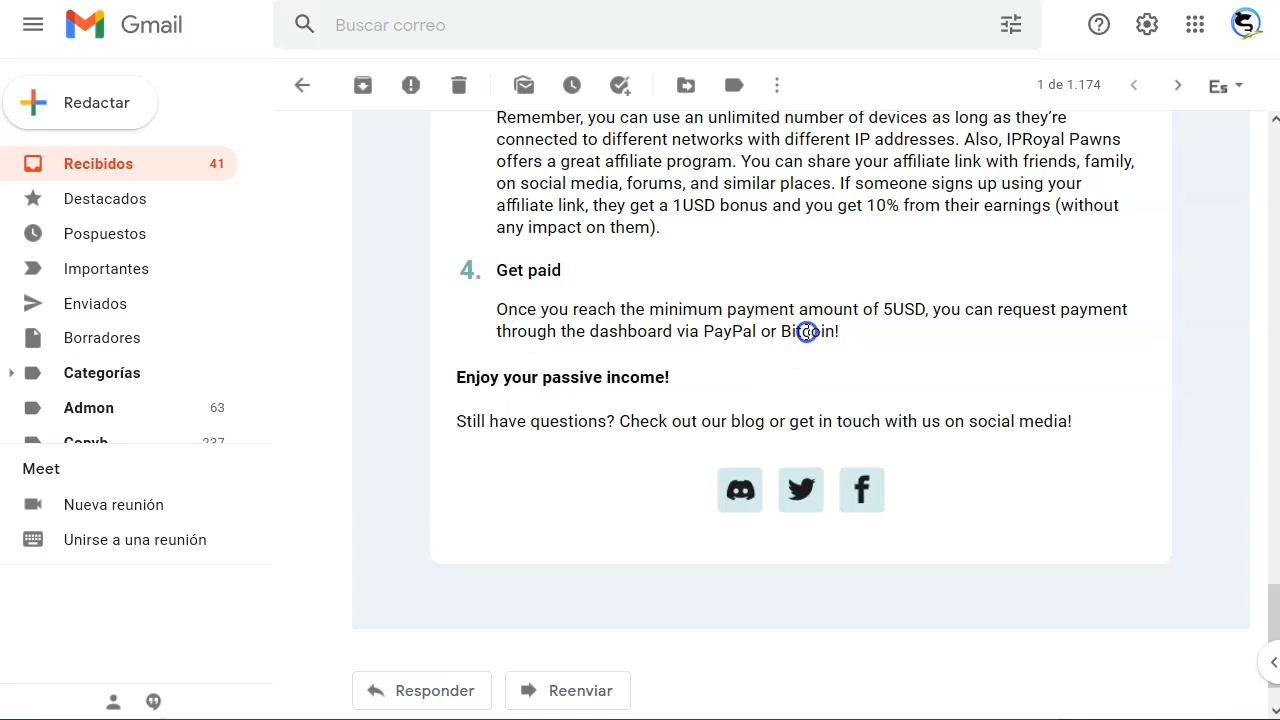 Gmail
Buscar correo
Redactar
1 de 1.174
Es
Recibidos 41
Destacados
Pospuestos
Importantes
Enviados
Borradores
Categorías
Admon 63
Meet
Nueva reunión
Unirse a una reunión
Remember, you can use an unlimited number of devices as long as they're
connected to different networks with different IP addresses. Also, IPRoyal Pawns
offers a great affiliate program. You can share your affiliate link with friends, family,
on social media, forums, and similar places. If someone signs up using your
affiliate link, they get a 1USD bonus and you get 10% from their earnings (without
any impact on them).
4. Get paid
Once you reach the minimum payment amount of 5USD, you can request payment
through the dashboard via PayPal or Bitcoin!
Enjoy your passive income!
Still have questions? Check out our blog or get in touch with us on social media!
Responder
Reenviar